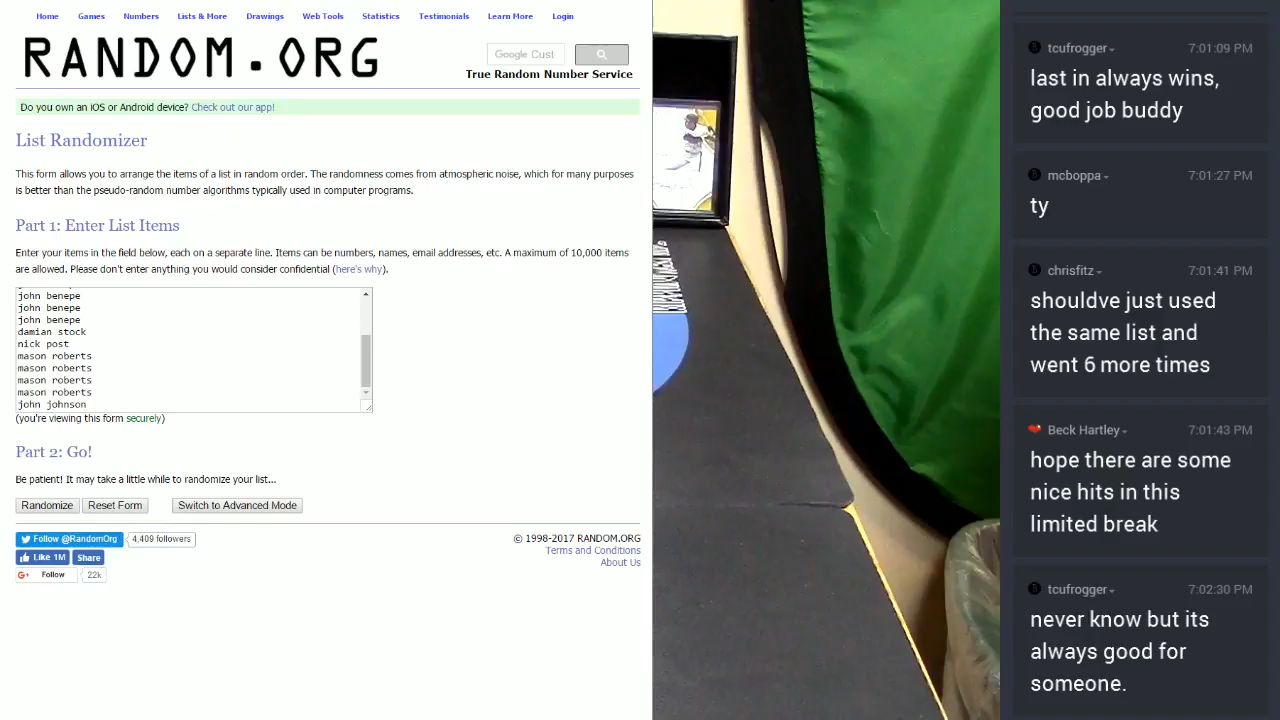 Home Games Numbers Lists & More Drawings Web Tools Statistics Testimonials Learn More Login
RANDOM.ORG
Google Cust
True Random Number Service
Do you own an iOS or Android device? Check out our app!
List Randomizer
This form allows you to arrange the items of a list in random order. The randomness comes from atmospheric noise, which for many purposes
is better than the pseudo-random number algorithms typically used in computer programs.
Part 1: Enter List Items
Enter your items in the field below, each on a separate line. Items can be numbers, names, email addresses, etc. A maximum of 10,000 items
are allowed. Please don't enter anything you would consider confidential (here's why).
john benepe
john benepe
john benepe
damian stock
nick post
mason roberts
mason roberts
mason roberts
mason roberts
john johnson
(you're viewing this form securely)
Part 2: Go!
Be patient! It may take a little while to randomize your list...
Randomize Reset Form Switch to Advanced Mode
Follow @RandomOrg 4,409 followers
Like 1M Share
Follow 22k
© 1998-2017 RANDOM.ORG
Terms and Conditions
About Us
tcufrogger 7:01:09 PM
last in always wins,
good job buddy
mcboppa 7:01:27 PM
ty
chrisfitz 7:01:41 PM
shouldve just used
the same list and
went 6 more times
Beck Hartley 7:01:43 PM
hope there are some
nice hits in this
limited break
tcufrogger 7:02:30 PM
never know but its
always good for
someone.